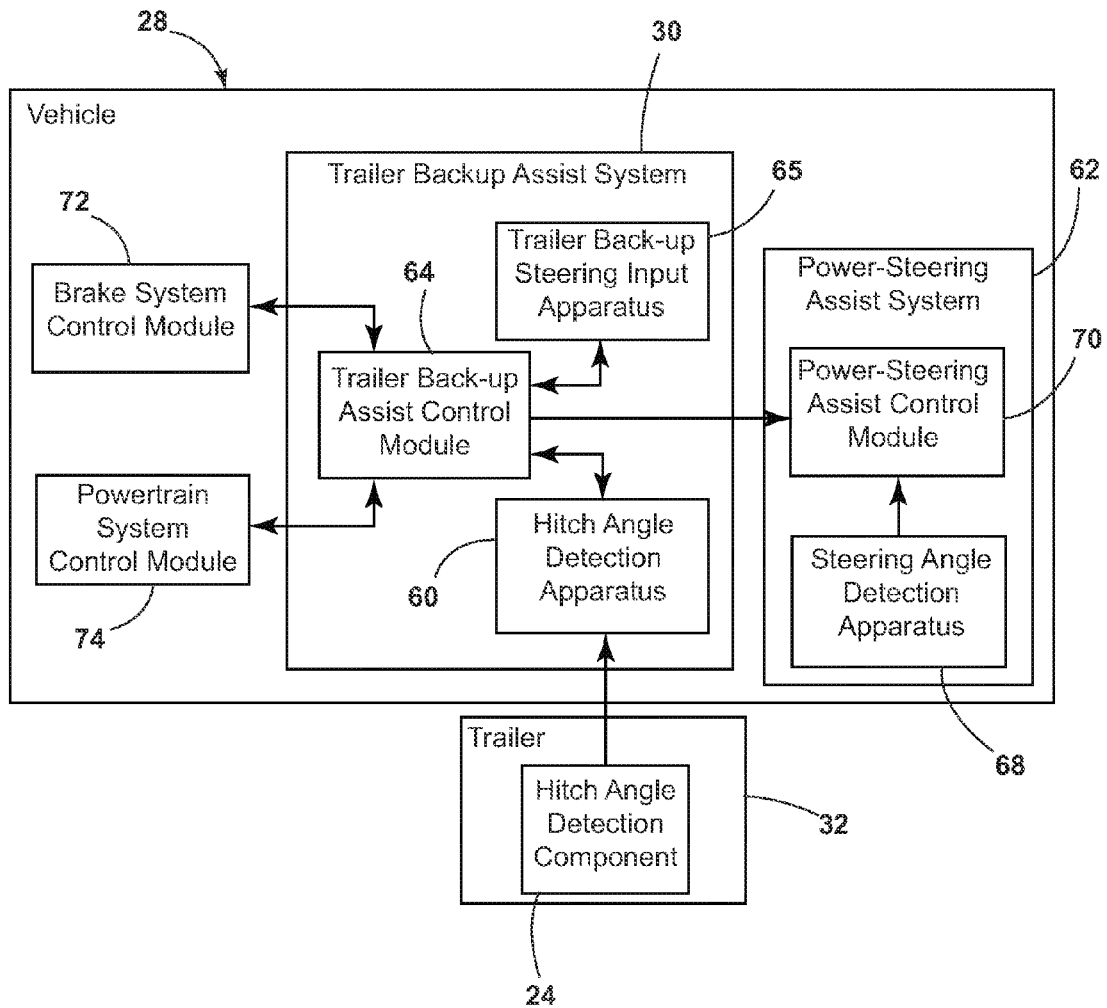 28
30
Vehicle
Trailer Backup Assist System
65
62
72
Trailer Back-up
Steering Input
Apparatus
Power-Steering
Assist System
64
Brake System
Control Module
70
Trailer Back-up
Assist Control
Module
Power-Steering
Assist Control
Module
Powertrain
System
Control Module
Hitch Angle
Detection
Apparatus
Steering Angle
Detection
Apparatus
60
74
Trailer
68
Hitch Angle
Detection
Component
32
24